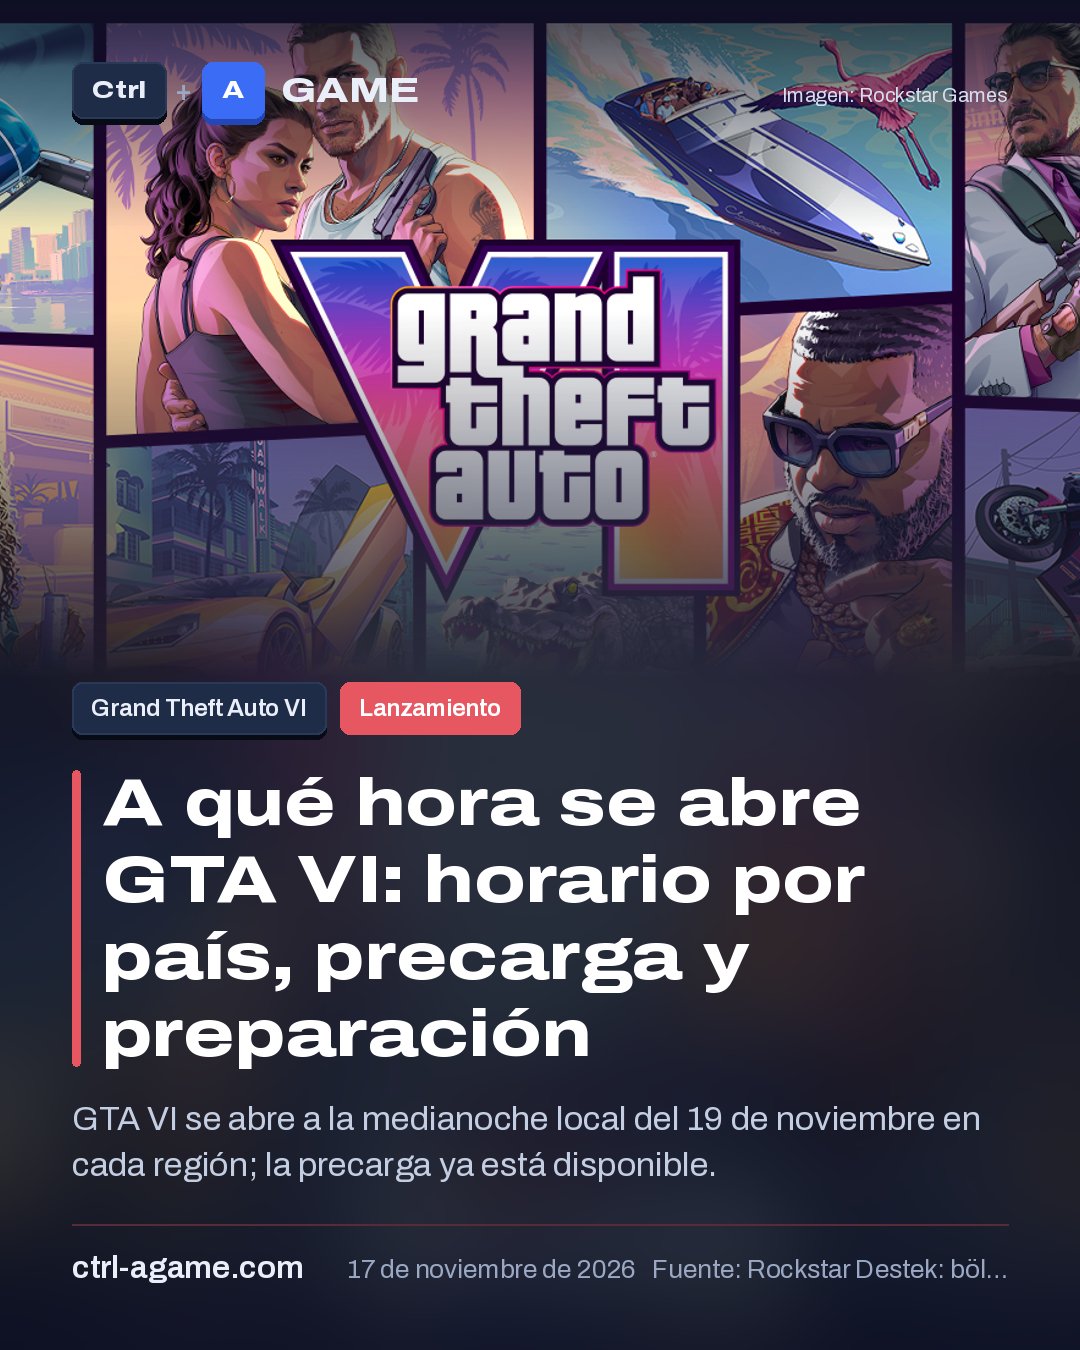 Ctrl + A GAME
Imagen: Rockstar Games
grand
theft
auto
Grand Theft Auto VI
Lanzamiento
A qué hora se abre
GTA VI: horario por
país, precarga y
preparación
GTA VI se abre a la medianoche local del 19 de noviembre en
cada región; la precarga ya está disponible.
ctrl-agame.com
17 de noviembre de 2026
Fuente: Rockstar Destek: böl...